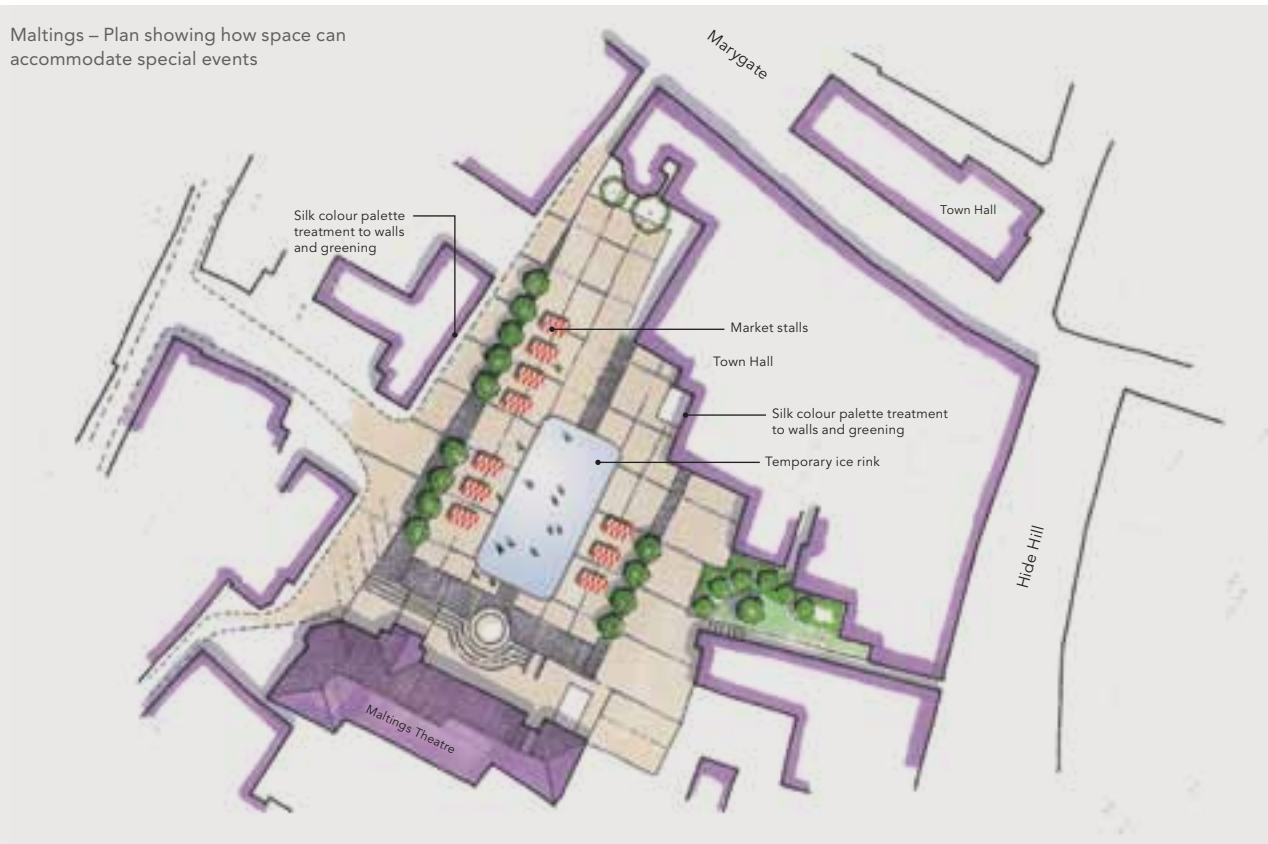 Maltings – Plan showing how space can
accommodate special events
Marygate
Town Hall
Silk colour palette
treatment to walls
and greening
Market stalls
Town Hall
Silk colour palette treatment
to walls and greening
Temporary ice rink
Hide Hill
Maltings Theatre